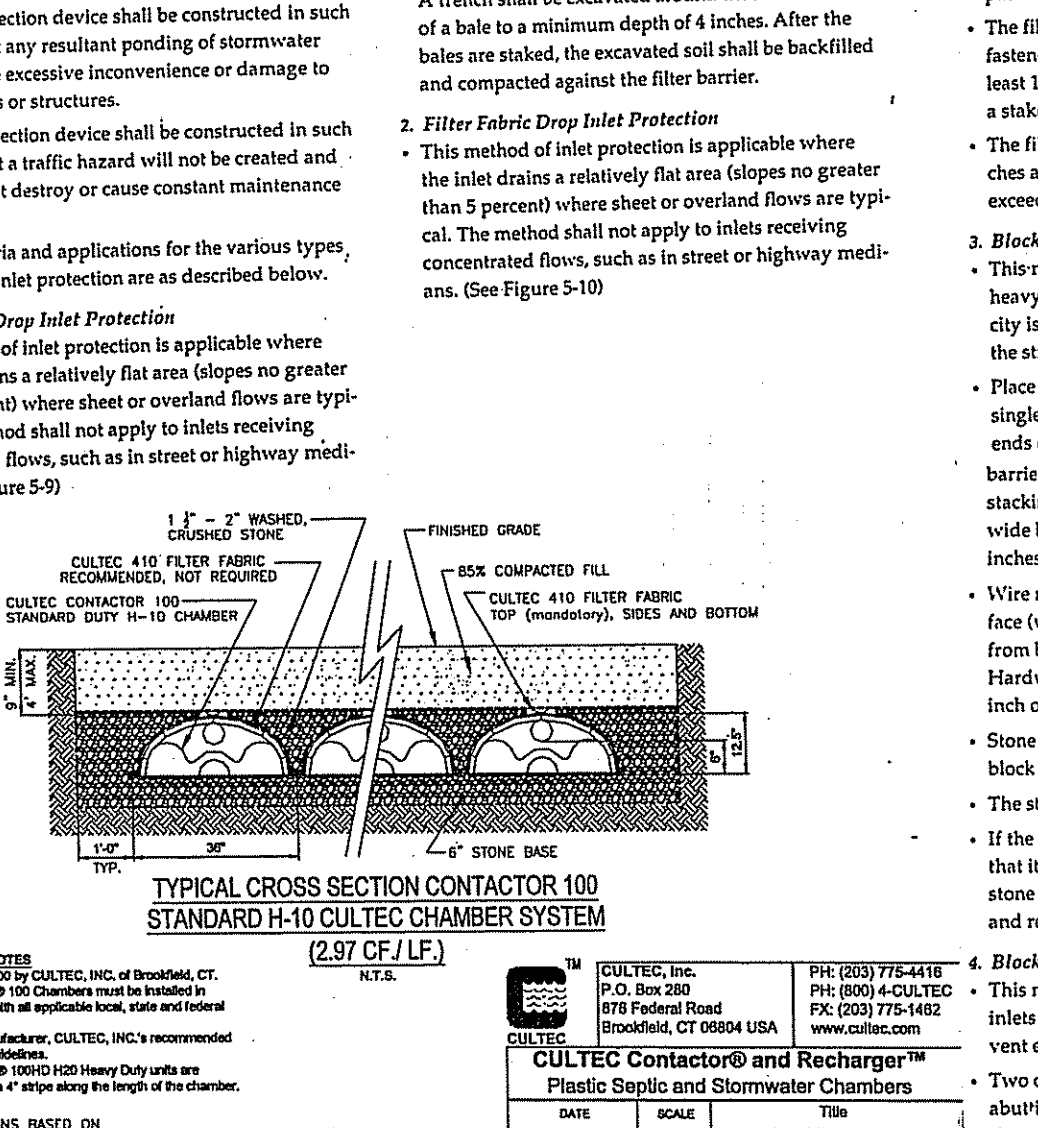 ection device shall be constructed in such
any resultant ponding of stormwater
excessive inconvenience or damage to
s or structures.
ection device shall be constructed in such
t a traffic hazard will not be created and
t destroy or cause constant maintenance
ria and applications for the various types
nlet protection are as described below.
Drop Inlet Protection
of inlet protection is applicable where
ns a relatively flat area (slopes no greater
nt) where sheet or overland flows are typi-
hod shall not apply to inlets receiving
flows, such as in street or highway medi-
ure 5-9)
of a bale to a minimum depth of 4 inches. After the
bales are staked, the excavated soil shall be backfilled
and compacted against the filter barrier.
2. Filter Fabric Drop Inlet Protection
• This method of inlet protection is applicable where
the inlet drains a relatively flat area (slopes no greater
than 5 percent) where sheet or overland flows are typi-
cal. The method shall not apply to inlets receiving
concentrated flows, such as in street or highway medi-
ans. (See Figure 5-10)
• The fil
fasten
least 1
a stak
• The fi
ches a
excee
3. Block
• This r
heavy
city is
the st
• Place
single
ends
barrie
stacki
wide
inches
• Wire
face (
from
Hardw
inch o
• Stone
block
• The st
• If the
that it
stone
and re
4. Block
• This r
inlets
vent e
• Two
abutti
1 1/2" - 2" WASHED,
CRUSHED STONE
CULTEC 410 FILTER FABRIC
RECOMMENDED, NOT REQUIRED
CULTEC CONTACTOR 100
STANDARD DUTY H-10 CHAMBER
FINISHED GRADE
85% COMPACTED FILL
CULTEC 410 FILTER FABRIC
TOP (mandatory), SIDES AND BOTTOM
9" MIN.
4' MAX.
6"
12.5"
1'-0"
TYP.
36"
6" STONE BASE
TYPICAL CROSS SECTION CONTACTOR 100
STANDARD H-10 CULTEC CHAMBER SYSTEM
(2.97 CF./ LF.)
N.T.S.
OTES
00 by CULTEC, INC. of Brookfield, CT.
® 100 Chambers must be installed in
ith all applicable local, state and federal
ufacturer, CULTEC, INC.'s recommended
idelines.
® 100HD H20 Heavy Duty units are
a 4" stripe along the length of the chamber.
NS BASED ON
TM
CULTEC
CULTEC, Inc.
P.O. Box 280
878 Federal Road
Brookfield, CT 06804 USA
PH: (203) 775-4416
PH: (800) 4-CULTEC
FX: (203) 775-1462
www.cultec.com
CULTEC Contactor® and Recharger™
Plastic Septic and Stormwater Chambers
DATE SCALE Title